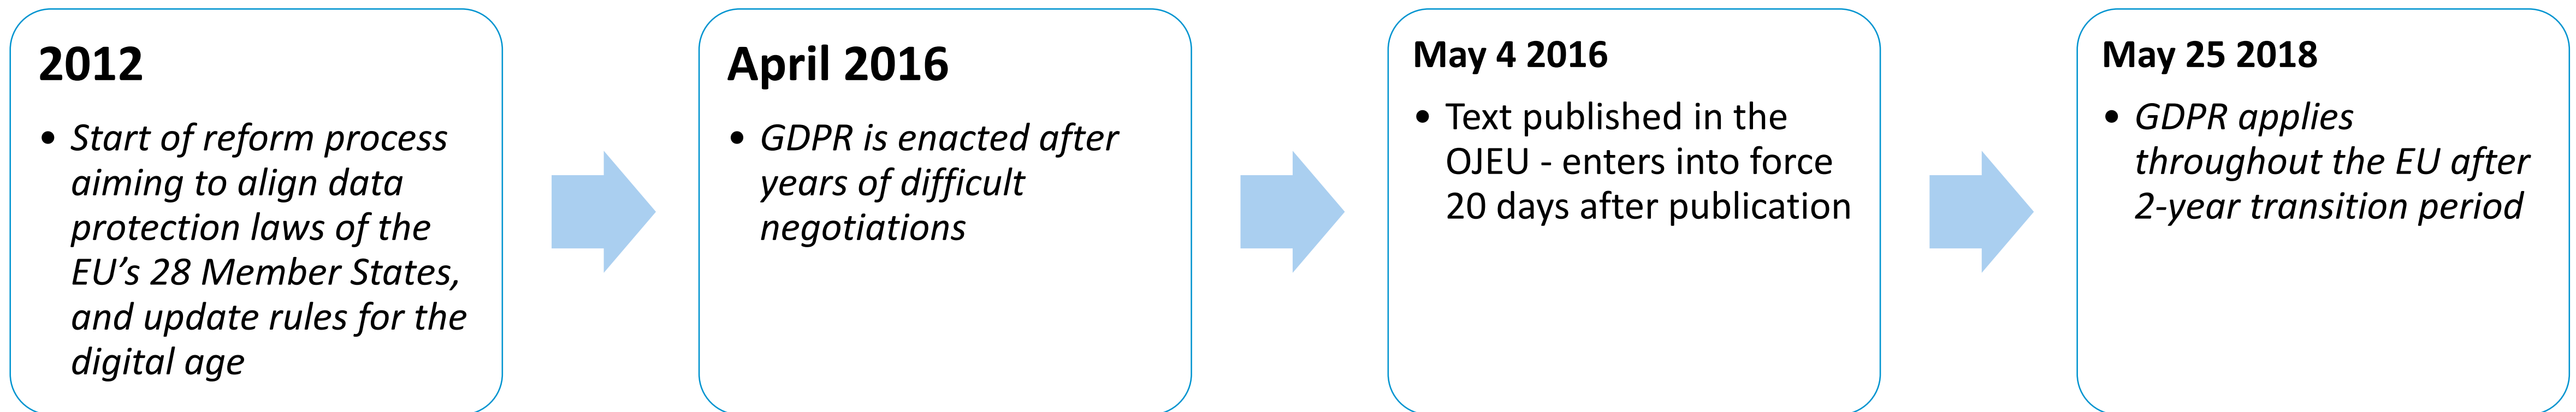 2012
• Start of reform process
aiming to align data
protection laws of the
EU’s 28 Member States,
and update rules for the
digital age
April 2016
• GDPR is enacted after
years of difficult
negotiations
May 4 2016
• Text published in the
OJEU - enters into force
20 days after publication
May 25 2018
• GDPR applies
throughout the EU after
2-year transition period